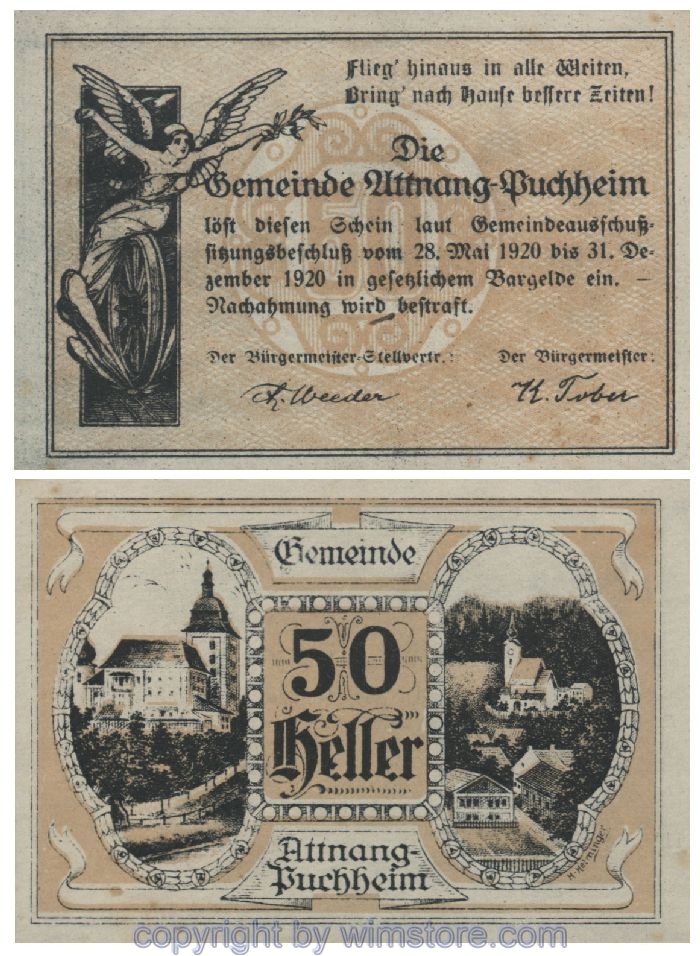 Flieg' hinaus in alle Weiten,
Bring' nach Hause bessere Zeiten!
50
Die
Gemeinde Attnang-Puchheim
löst diesen Schein laut Gemeindeausschuß-
sitzungsbeschluß vom 28. Mai 1920 bis 31. De-
zember 1920 in gesetzlichem Bargelde ein. —
Nachahmung wird bestraft.
Der Bürgermeister-Stellvertr.: Der Bürgermeister:
K. Tober
Gemeinde
50
Heller
Attnang-
Puchheim
copyright by wimstore.com